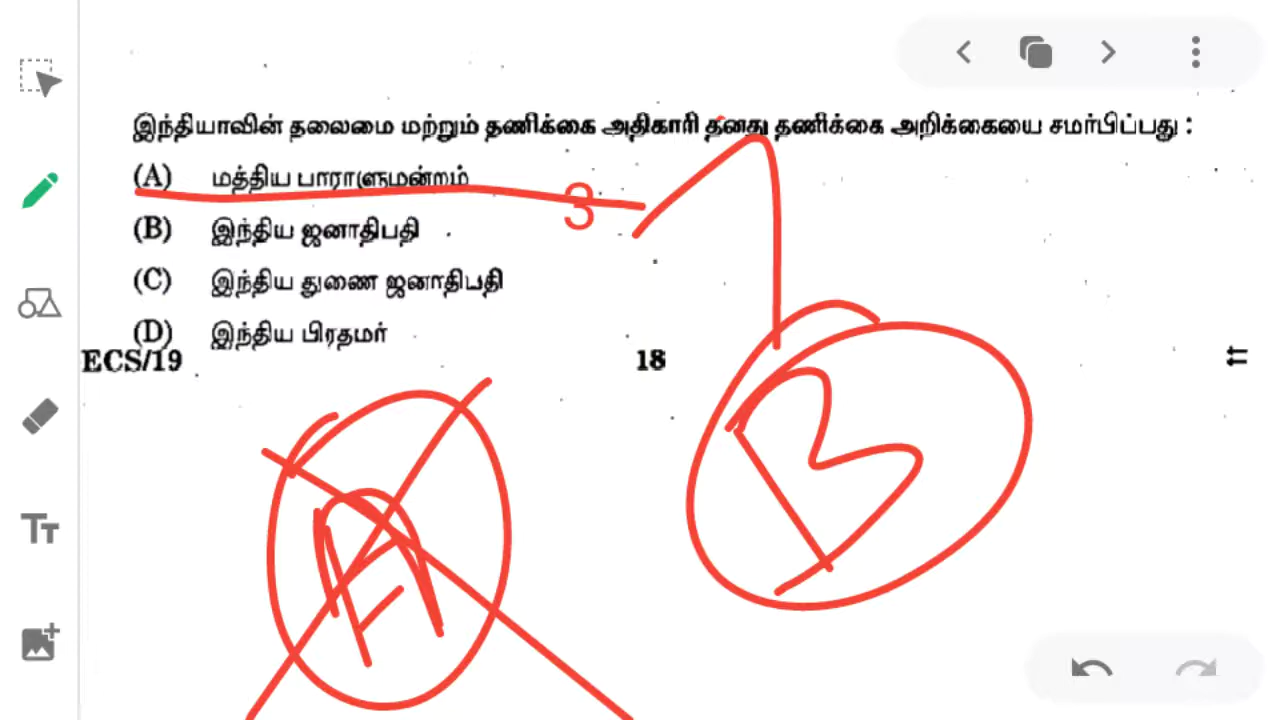 இந்தியாவின் தலைமை மற்றும் தணிக்கை அதிகாரி தனது தணிக்கை அறிக்கையை சமர்பிப்பது :
(A) மத்திய பாராளுமன்றம்
3
(B) இந்திய ஜனாதிபதி
(C) இந்திய துணை ஜனாதிபதி
(D) இந்திய பிரதமர்
ECS/19 18
A B
TT